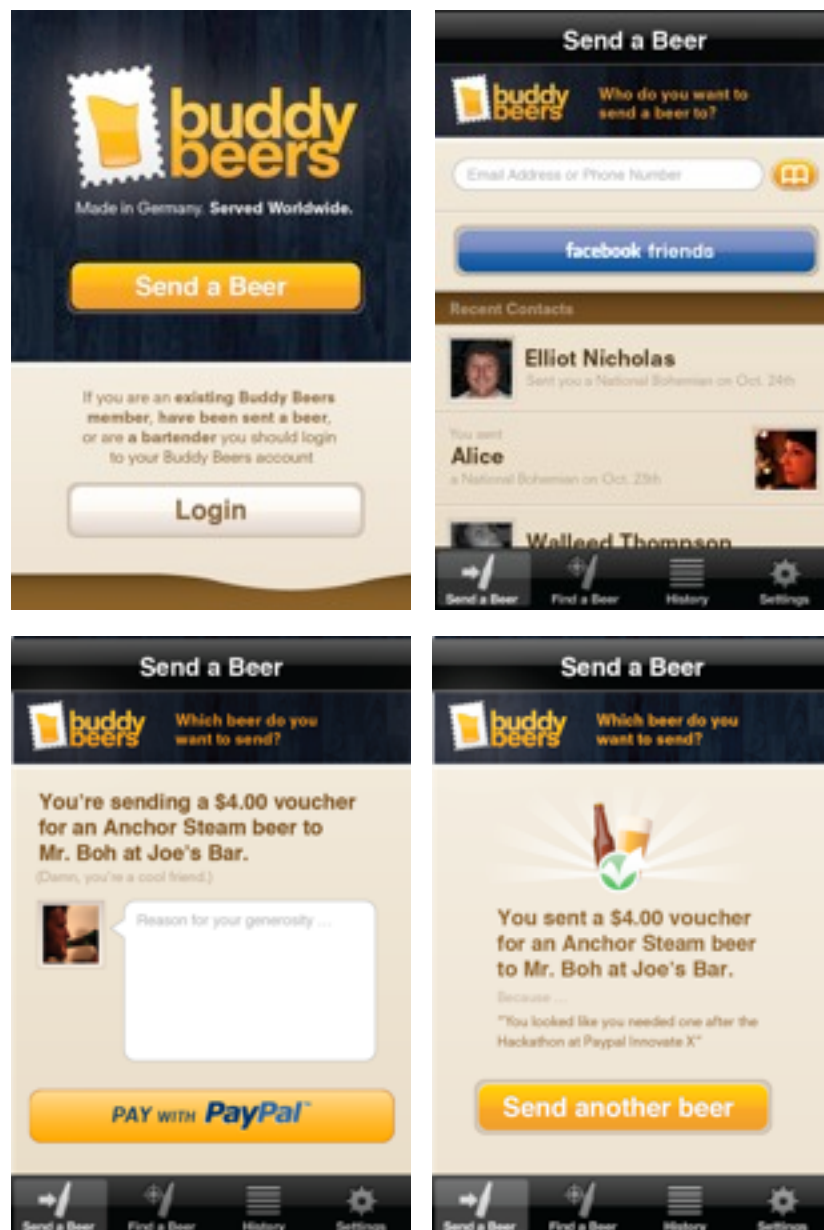 buddy
beers
Made in Germany. Served Worldwide.
Send a Beer
If you are an existing Buddy Beers
member, have been sent a beer,
or are a bartender you should login
to your Buddy Beers account
Login
Send a Beer
buddy
beers
Who do you want to
send a beer to?
Email Address or Phone Number
facebook friends
Recent Contacts
Elliot Nicholas
Sent you a National Bohemian on Oct. 24th
You sent
Alice
a National Bohemian on Oct. 23th
Walleed Thompson
Send a Beer Find a Beer History Settings
Send a Beer
buddy
beers
Which beer do you
want to send?
You're sending a $4.00 voucher
for an Anchor Steam beer to
Mr. Boh at Joe's Bar.
(Damn, you're a cool friend.)
Reason for your generosity ...
PAY WITH PayPal™
Send a Beer Find a Beer History Settings
Send a Beer
buddy
beers
Which beer do you
want to send?
You sent a $4.00 voucher
for an Anchor Steam beer
to Mr. Boh at Joe's Bar.
Because ...
"You looked like you needed one after the
Hackathon at Paypal Innovate X"
Send another beer
Send a Beer Find a Beer History Settings